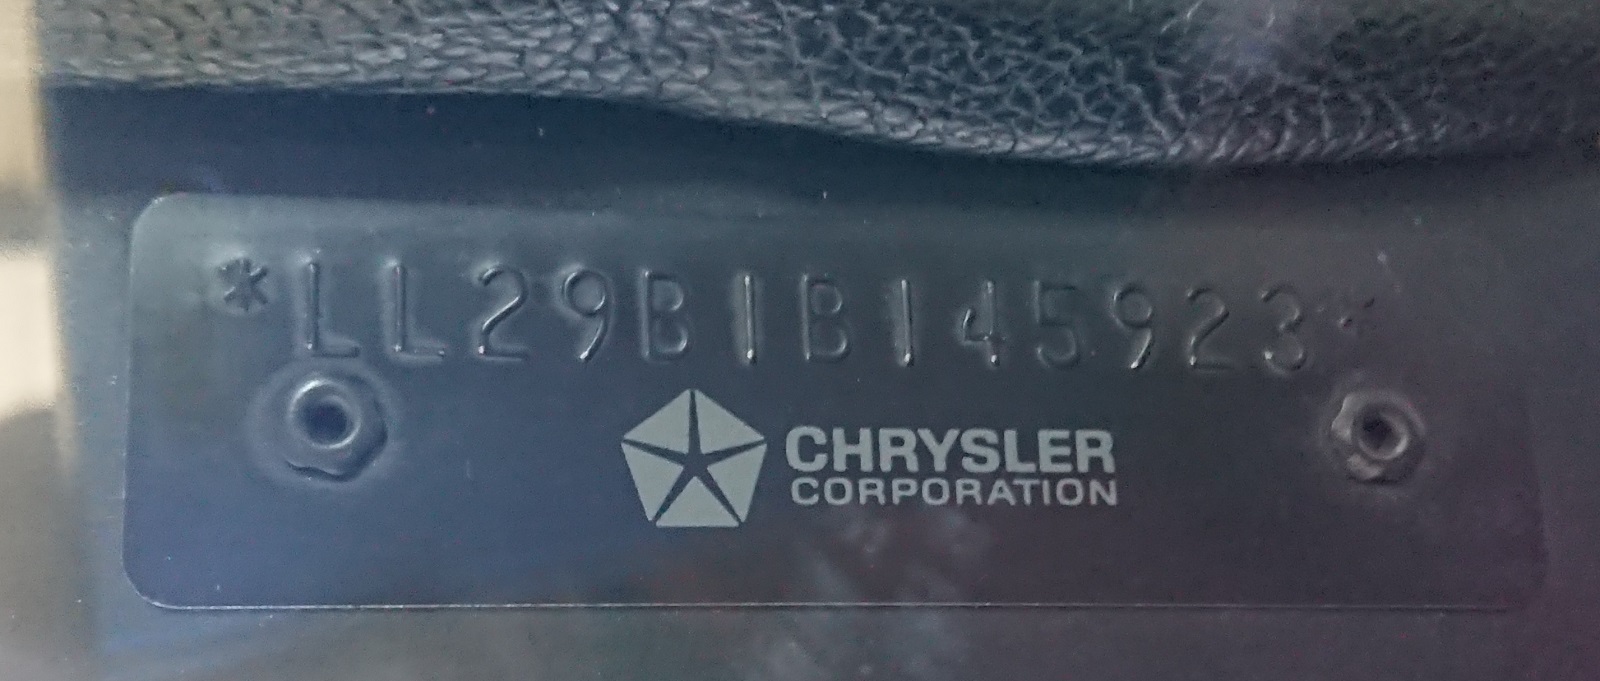 *LL29B1B145923*
CHRYSLER
CORPORATION